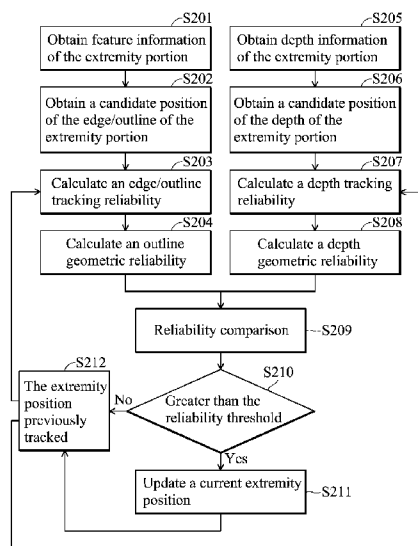 S201
Obtain feature information
of the extremity portion
S202
Obtain a candidate position
of the edge/outline of the
extremity portion
S203
Calculate an edge/outline
tracking reliability
S204
Calculate an outline
geometric reliability
S205
Obtain depth information
of the extremity portion
S206
Obtain a candidate position
of the depth of the
extremity portion
S207
Calculate a depth tracking
reliability
S208
Calculate a depth
geometric reliability
Reliability comparison
S209
S210
Greater than the
reliability threshold
No
Yes
S212
The
extremity
position
previously
tracked
Update a current extremity
position
S211